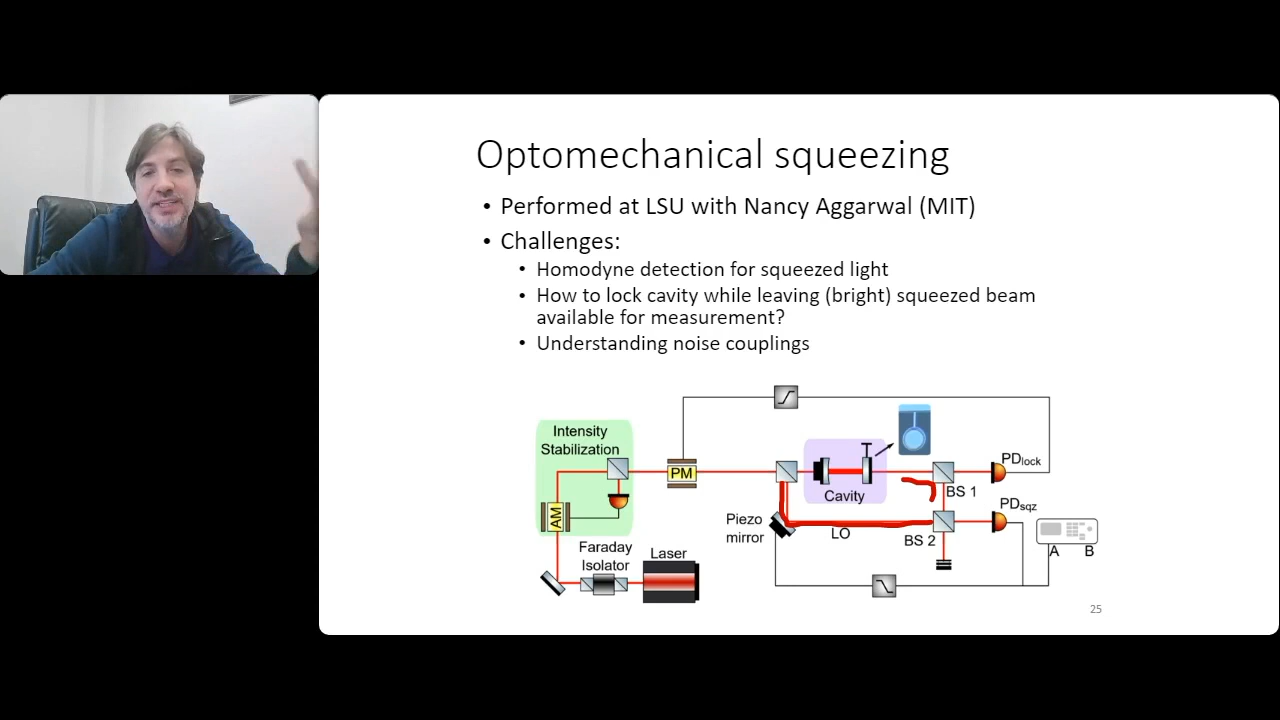 Optomechanical squeezing
• Performed at LSU with Nancy Aggarwal (MIT)
• Challenges:
• Homodyne detection for squeezed light
• How to lock cavity while leaving (bright) squeezed beam
available for measurement?
• Understanding noise couplings
Intensity
Stabilization
AM
Faraday
Isolator
Laser
PM
Cavity
Piezo
mirror
LO
BS 1
BS 2
PDlock
PDsqz
A B
25